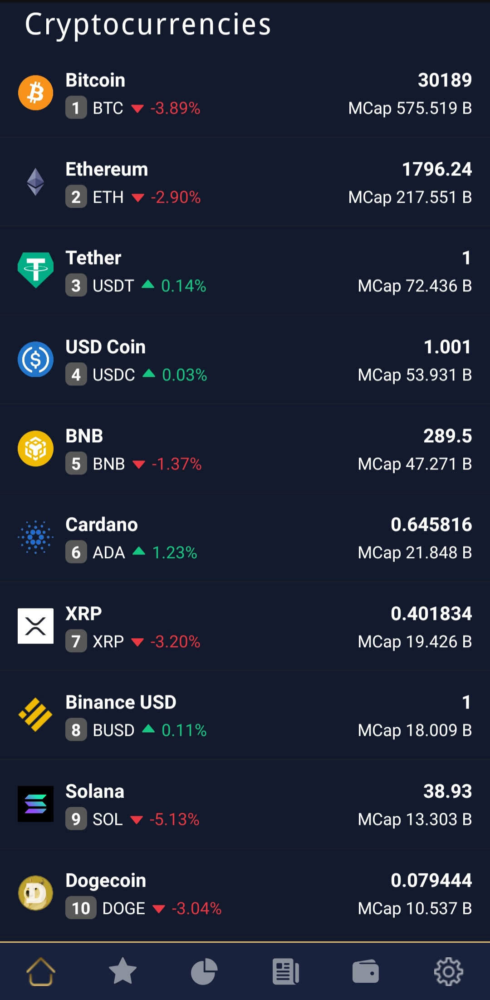 Cryptocurrencies
Bitcoin 30189
1 BTC ▼ -3.89% MCap 575.519 B
Ethereum 1796.24
2 ETH ▼ -2.90% MCap 217.551 B
Tether 1
3 USDT ▲ 0.14% MCap 72.436 B
USD Coin 1.001
4 USDC ▲ 0.03% MCap 53.931 B
BNB 289.5
5 BNB ▼ -1.37% MCap 47.271 B
Cardano 0.645816
6 ADA ▲ 1.23% MCap 21.848 B
XRP 0.401834
7 XRP ▼ -3.20% MCap 19.426 B
Binance USD 1
8 BUSD ▲ 0.11% MCap 18.009 B
Solana 38.93
9 SOL ▼ -5.13% MCap 13.303 B
Dogecoin 0.079444
10 DOGE ▼ -3.04% MCap 10.537 B